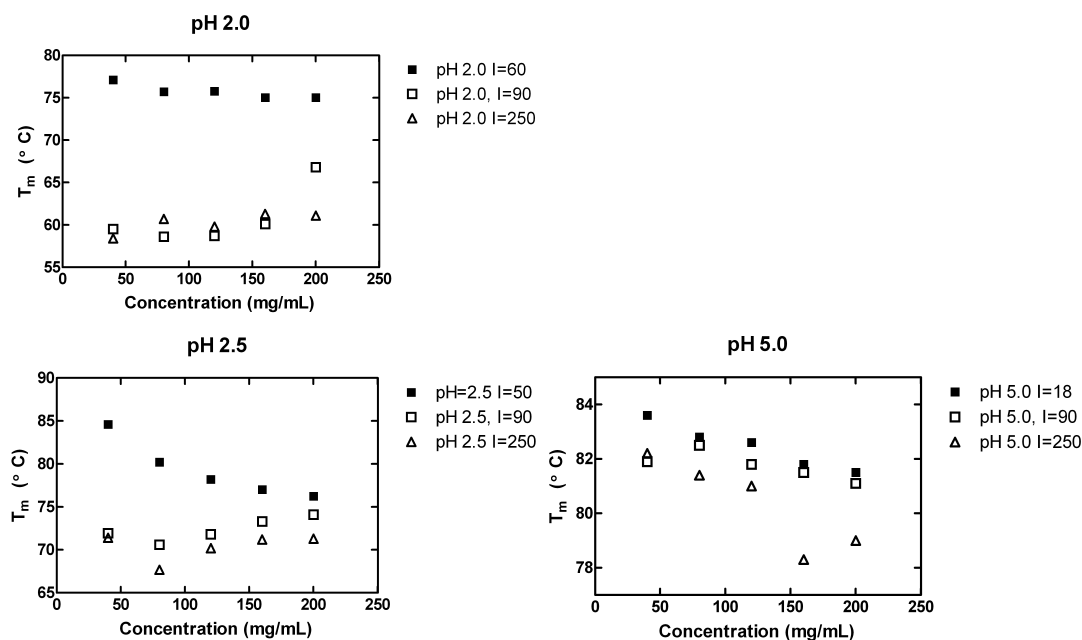 pH 2.0
80
75
70
65
60
55
T_m (° C)
0 50 100 150 200 250
Concentration (mg/mL)
pH 2.0 I=60
pH 2.0, I=90
pH 2.0 I=250
pH 2.5
90
85
80
75
70
65
T_m (° C)
0 50 100 150 200 250
Concentration (mg/mL)
pH=2.5 I=50
pH 2.5, I=90
pH 2.5 I=250
pH 5.0
84
82
80
78
T_m (° C)
0 50 100 150 200 250
Concentration (mg/mL)
pH 5.0 I=18
pH 5.0, I=90
pH 5.0 I=250